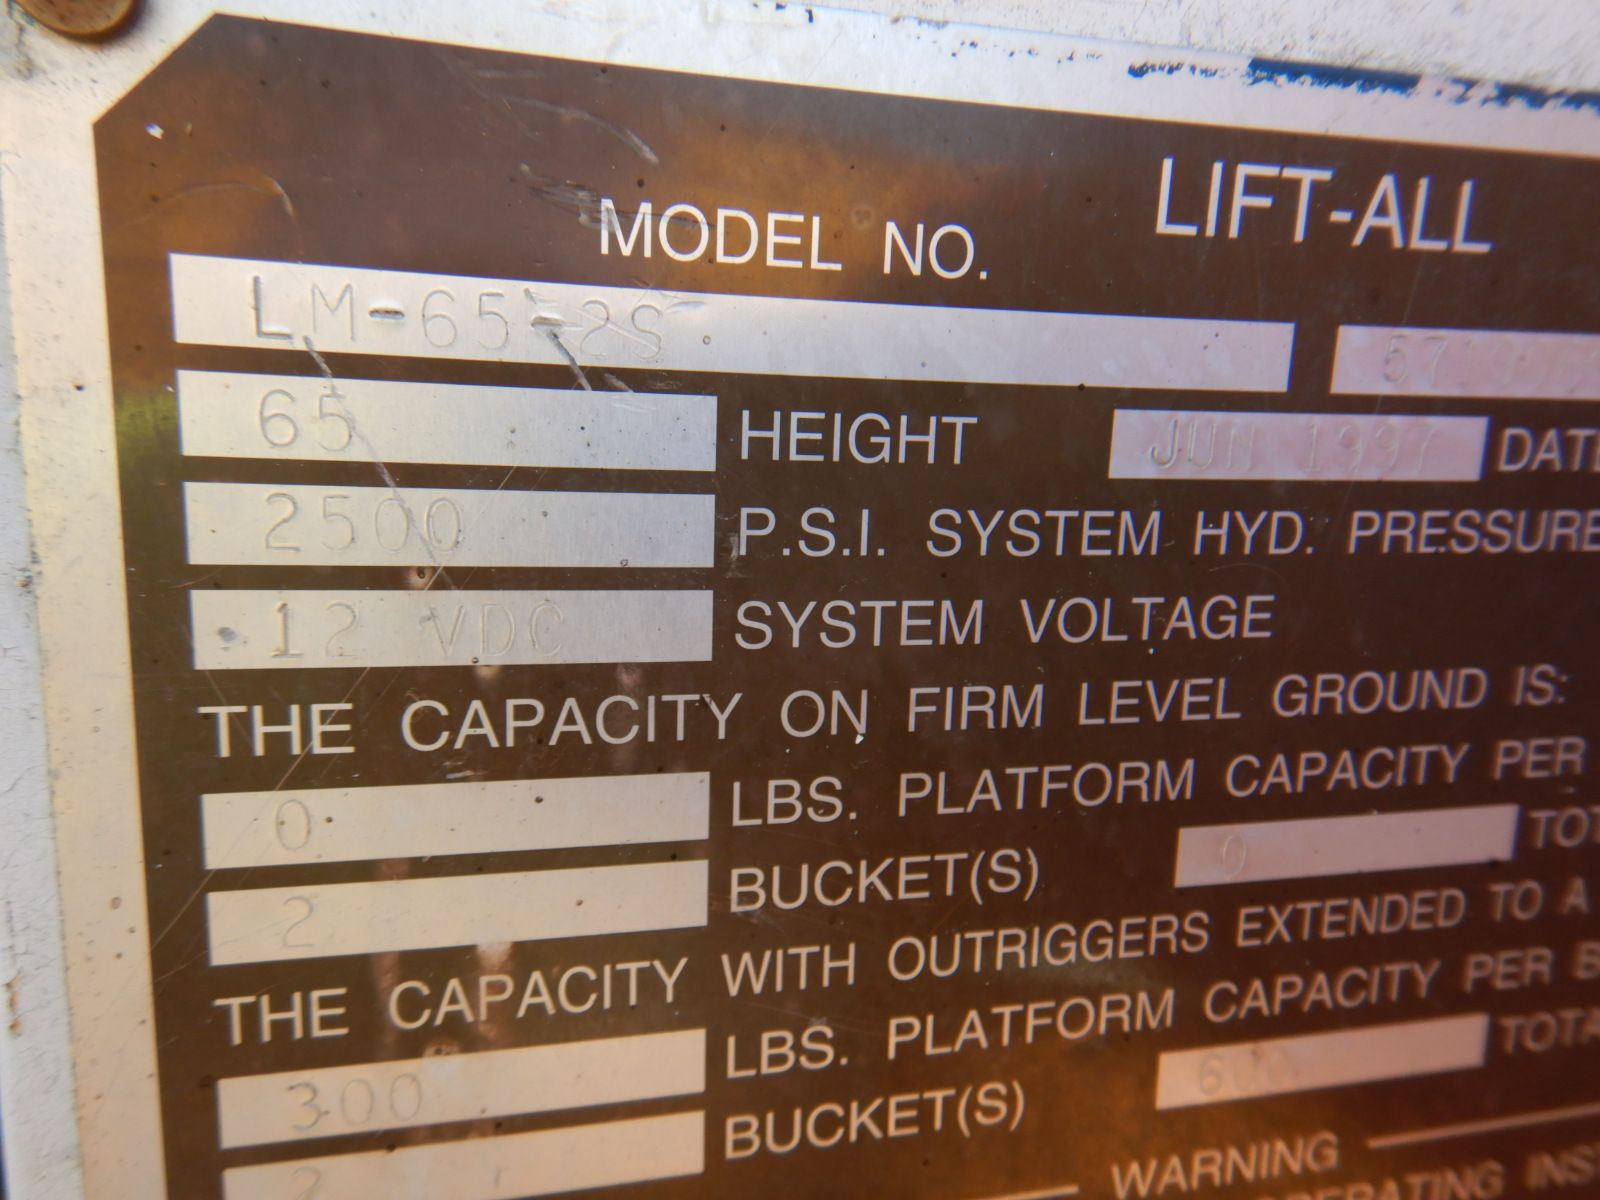 LIFT-ALL
MODEL NO.
LM-65-2S
65 HEIGHT JUN 1997
2500 P.S.I. SYSTEM HYD. PRESSURE
12 VDC SYSTEM VOLTAGE
THE CAPACITY ON FIRM LEVEL GROUND IS:
0 LBS. PLATFORM CAPACITY PER
2 BUCKET(S) 0
THE CAPACITY WITH OUTRIGGERS EXTENDED TO A
300 LBS. PLATFORM CAPACITY PER
2 BUCKET(S) 600
WARNING